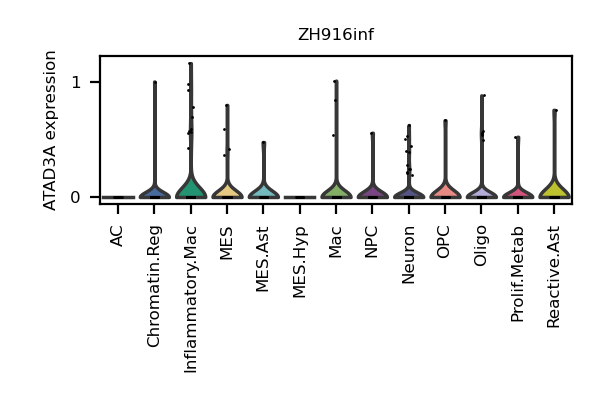 ZH916inf
ATAD3A expression
1
0
AC
Chromatin.Reg
Inflammatory.Mac
MES
MES.Ast
MES.Hyp
Mac
NPC
Neuron
OPC
Oligo
Prolif.Metab
Reactive.Ast